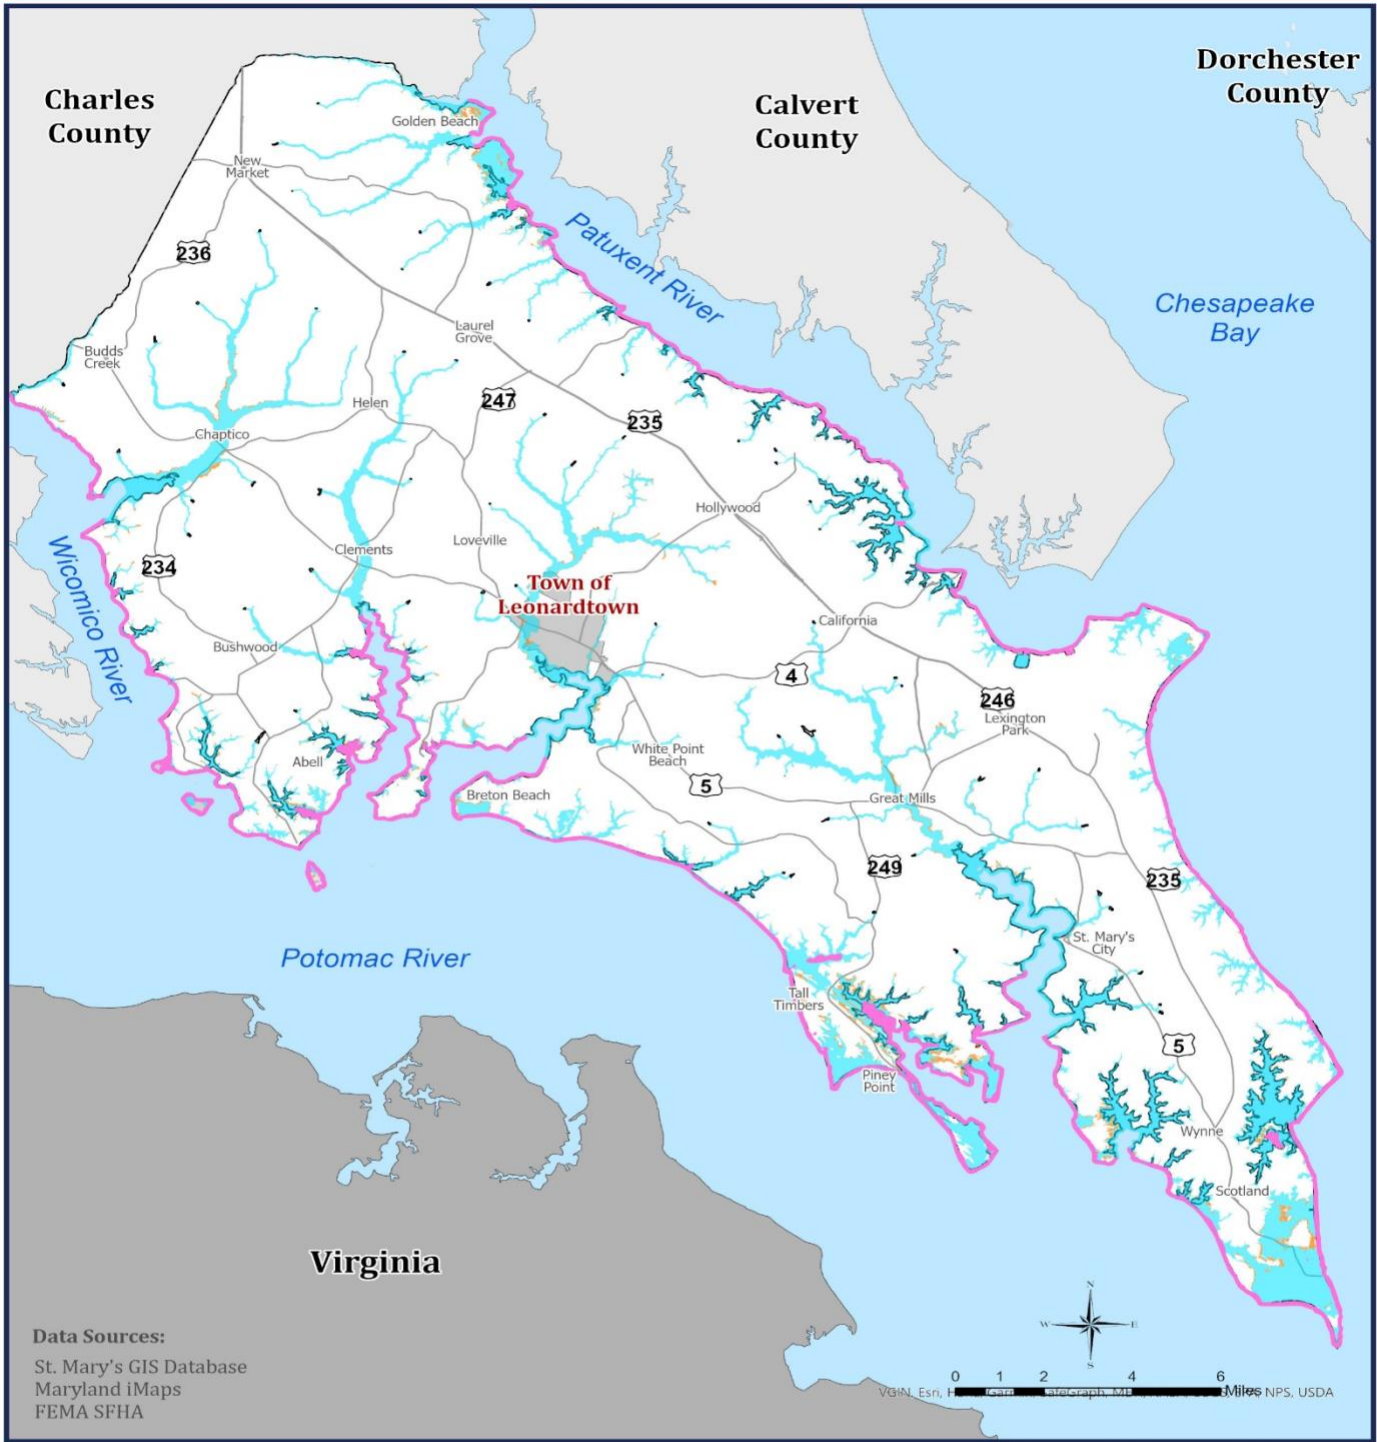 Charles
County
Calvert
County
Dorchester
County
Golden Beach
New
Market
236
Patuxent River
Chesapeake
Bay
Laurel
Grove
Budds
Creek
Helen
247
235
Chaptico
Hollywood
Loveville
Clements
Wicomico River
234
Town of
Leonardtown
California
Bushwood
4
246
Lexington
Park
White Point
Beach
Abell
5
Breton Beach
Great Mills
249
235
St. Mary's
City
Potomac River
Tall
Timbers
5
Piney
Point
Wynne
Scotland
Virginia
N
W
E
S
Data Sources:
St. Mary's GIS Database
Maryland iMaps
FEMA SFHA
0 1 2 4 6
Miles
VGIN, Esri, NPS, USDA